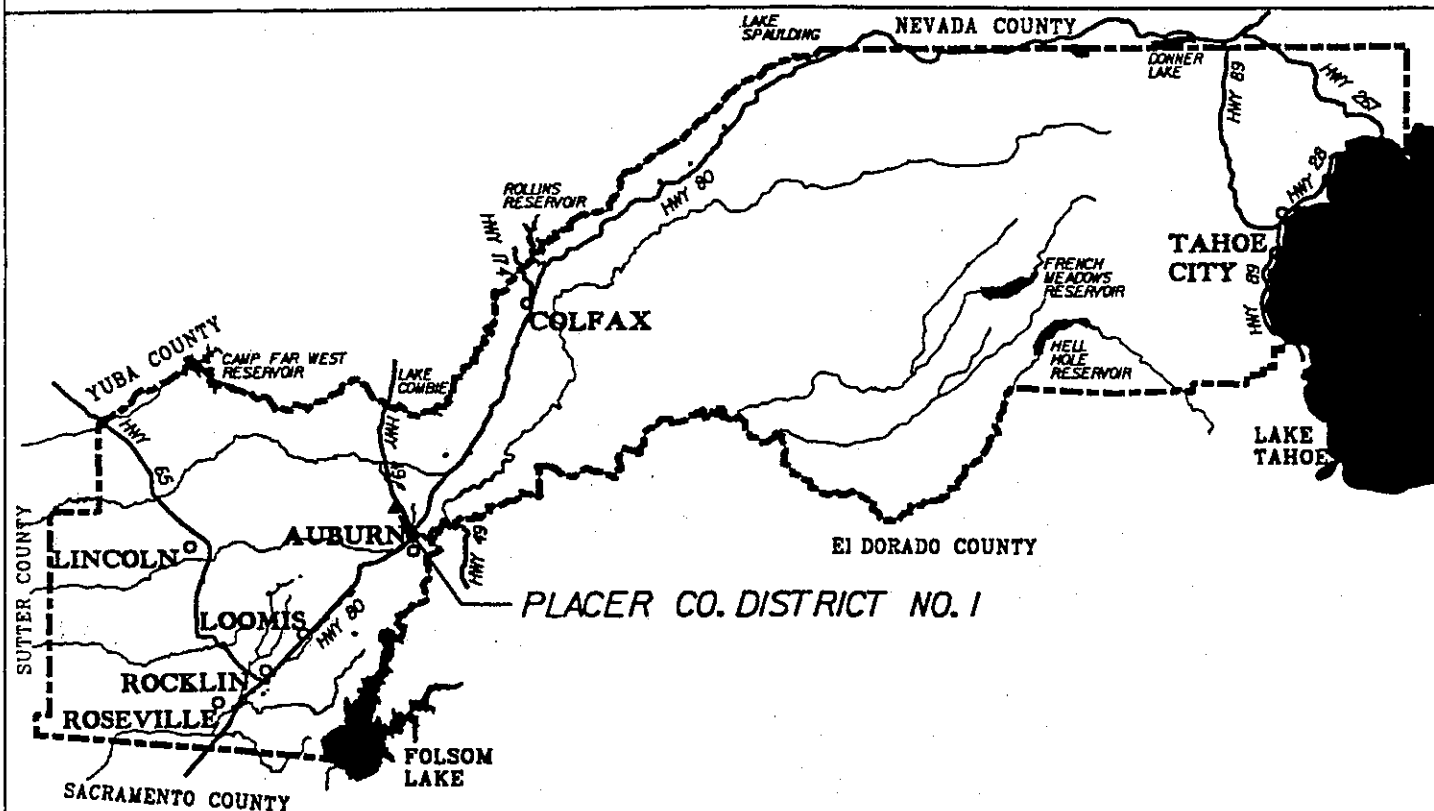 LAKE
SPAULDING
NEVADA COUNTY
DONNER
LAKE
HWY 89
HWY 267
HWY 28
ROLLINS
RESERVOIR
HWY 80
HWY 174
TAHOE
CITY
HWY 89
FRENCH
MEADOWS
RESERVOIR
COLFAX
HELL
HOLE
RESERVOIR
YUBA COUNTY
CAMP FAR WEST
RESERVOIR
LAKE
COMBIE
HWY 65
HWY 49
LAKE
TAHOE
AUBURN
HWY 49
El DORADO COUNTY
LINCOLN
SUTTER COUNTY
PLACER CO. DISTRICT NO. 1
LOOMIS
HWY 80
ROCKLIN
ROSEVILLE
FOLSOM
LAKE
SACRAMENTO COUNTY